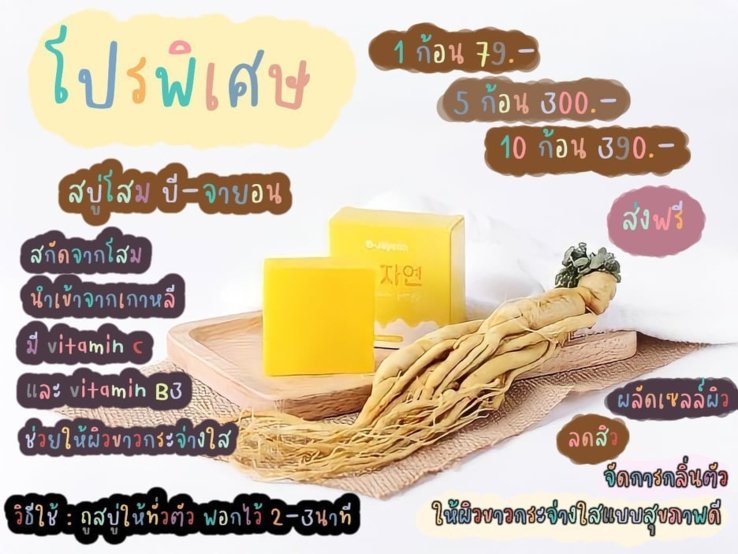 โปรพิเศษ
1 ก้อน 79.-
5 ก้อน 300.-
10 ก้อน 390.-
ส่งฟรี
สบู่โสม บี-จายอน
สกัดจากโสม
นำเข้าจากเกาหลี
มี vitamin C
และ vitamin B3
ช่วยให้ผิวขาวกระจ่างใส
B-Jayeon
자연
ผลัดเซลล์ผิว
ลดสิว
จัดการกลิ่นตัว
ให้ผิวขาวกระจ่างใสแบบสุขภาพดี
วิธีใช้ : ถูสบู่ให้ทั่วตัว ฟอกไว้ 2-3นาที